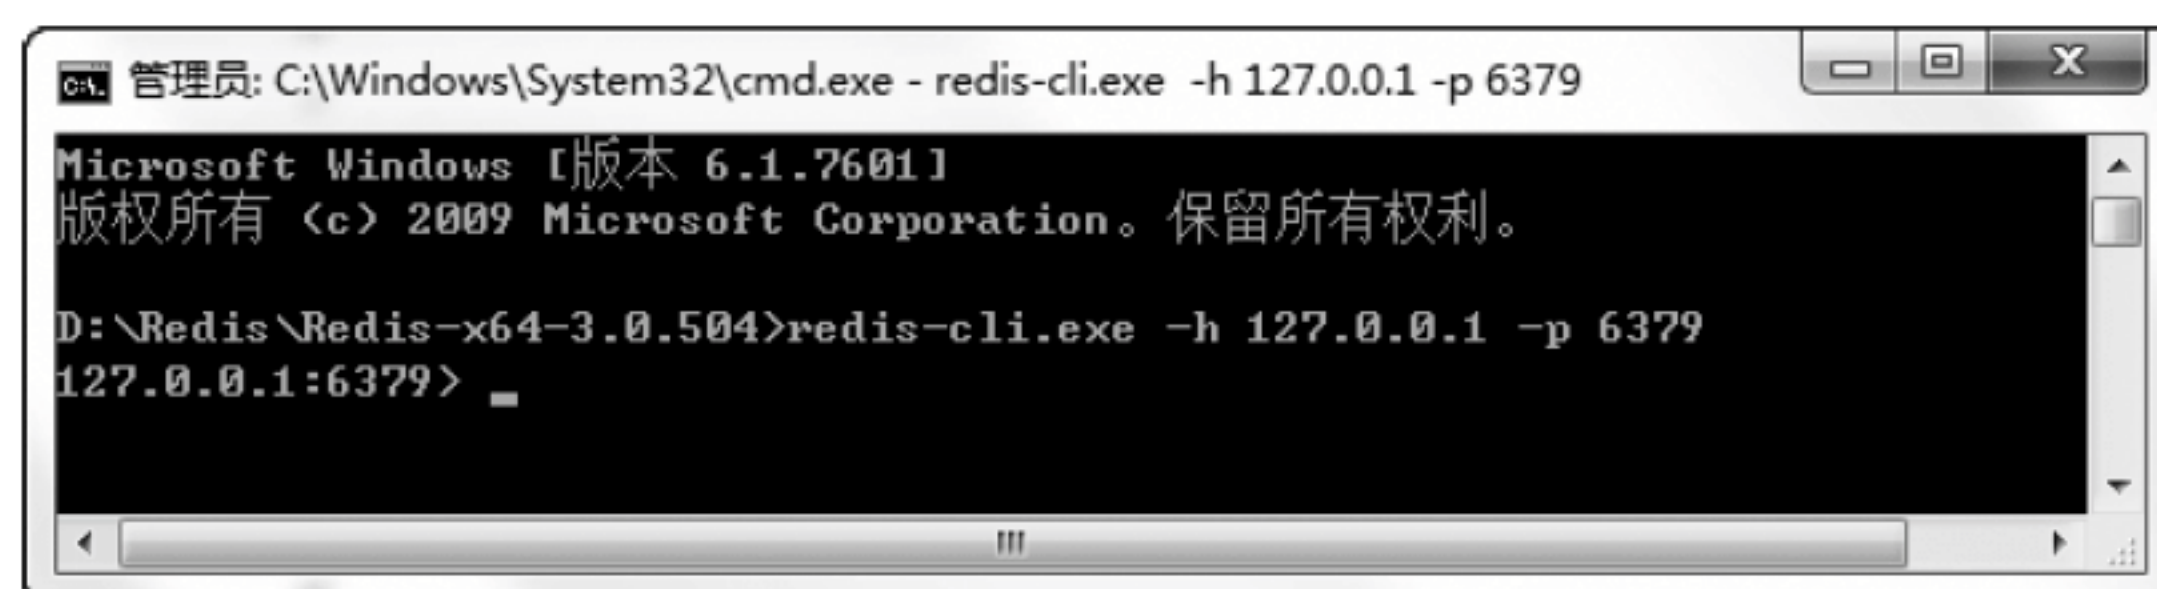 管理员: C:\Windows\System32\cmd.exe - redis-cli.exe  -h 127.0.0.1 -p 6379
Microsoft Windows [版本 6.1.7601]
版权所有 (c) 2009 Microsoft Corporation。保留所有权利。
D:\Redis\Redis-x64-3.0.504>redis-cli.exe -h 127.0.0.1 -p 6379
127.0.0.1:6379> _